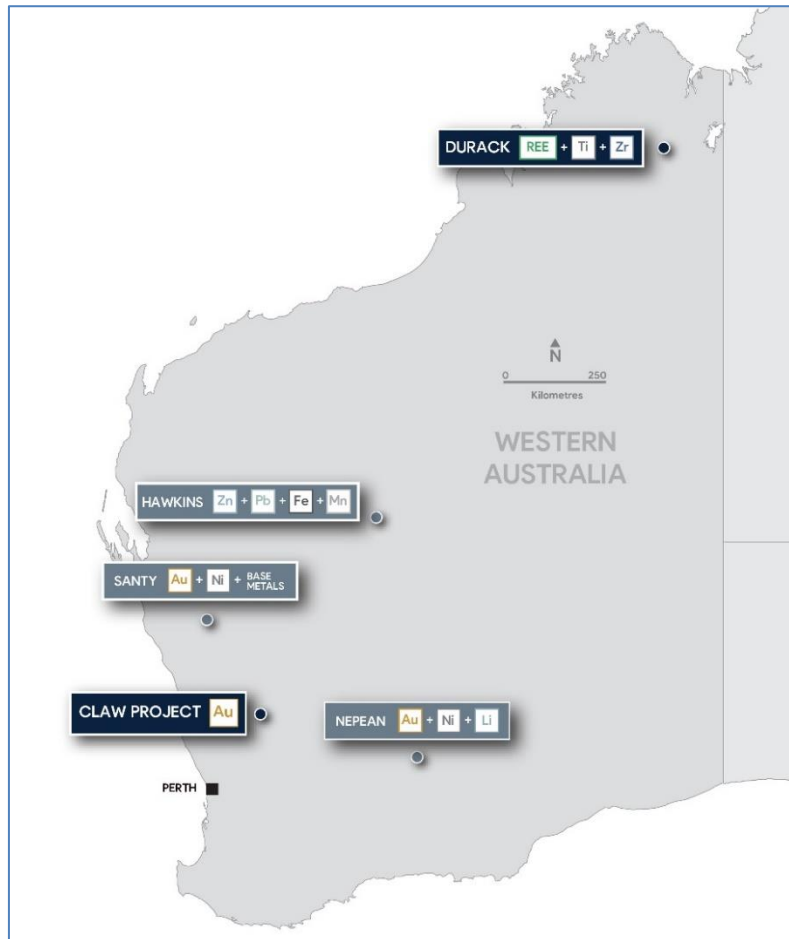 DURACK REE + Ti + Zr
N
0 250
Kilometres
WESTERN
AUSTRALIA
HAWKINS Zn + Pb + Fe + Mn
SANTY Au + Ni + BASE
METALS
CLAW PROJECT Au
NEPEAN Au + Ni + Li
PERTH